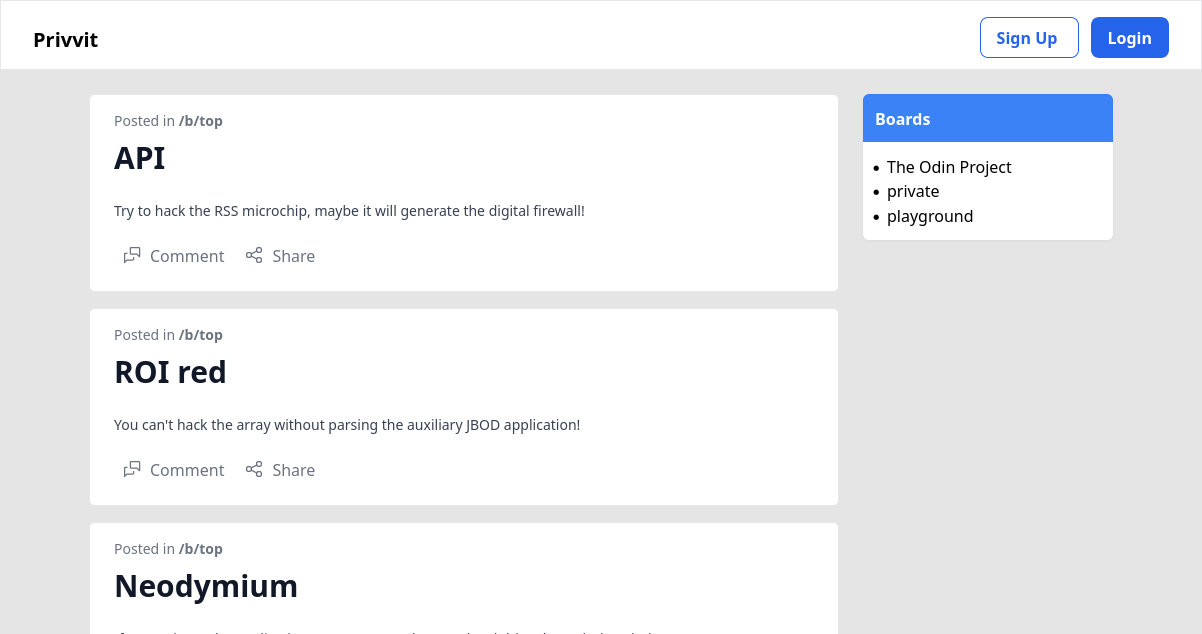 Privvit
Sign Up
Login
Posted in /b/top
API
Try to hack the RSS microchip, maybe it will generate the digital firewall!
Comment
Share
Posted in /b/top
ROI red
You can't hack the array without parsing the auxiliary JBOD application!
Comment
Share
Posted in /b/top
Neodymium
Boards
The Odin Project
private
playground